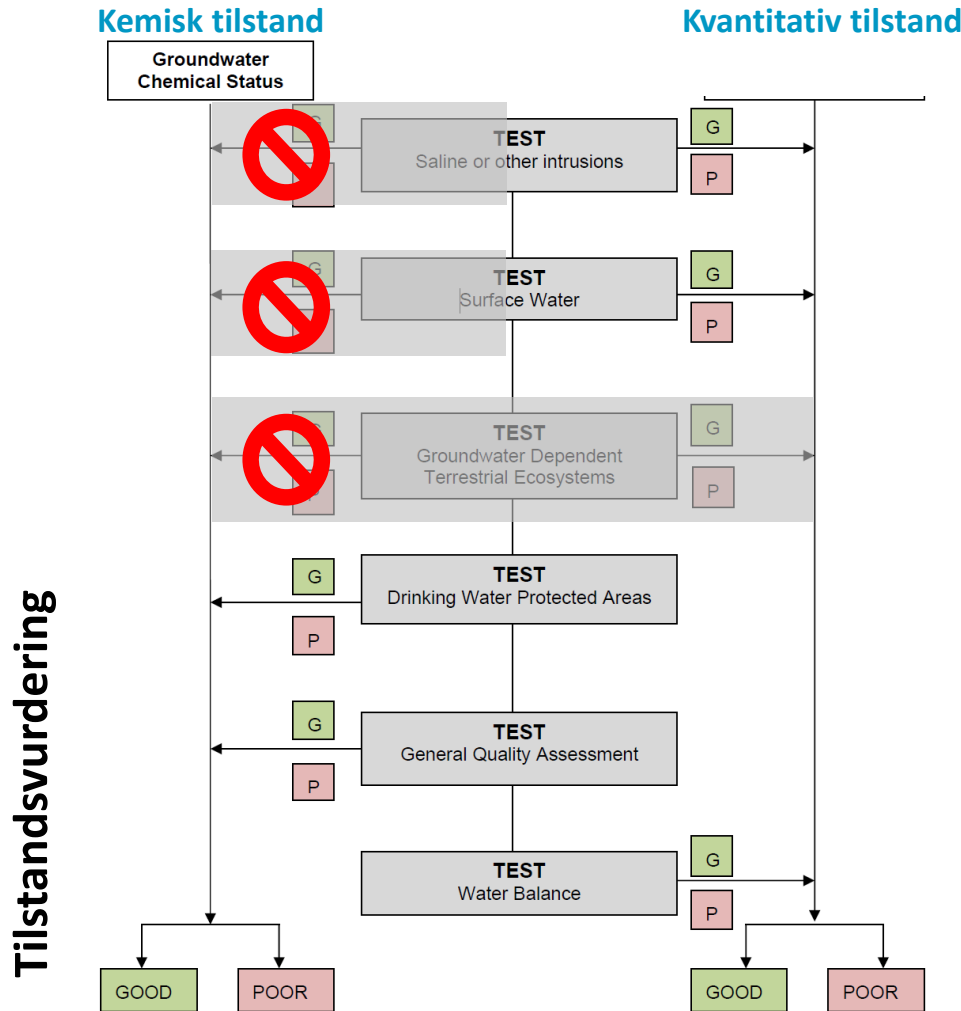 Kemisk tilstand
Kvantitativ tilstand
Groundwater
Chemical Status
G
TEST
Saline or other intrusions
G
P
G
TEST
Surface Water
G
P
G
TEST
Groundwater Dependent
Terrestrial Ecosystems
G
P
P
G
TEST
Drinking Water Protected Areas
P
G
TEST
General Quality Assessment
P
TEST
Water Balance
G
P
Tilstandsvurdering
GOOD
POOR
GOOD
POOR